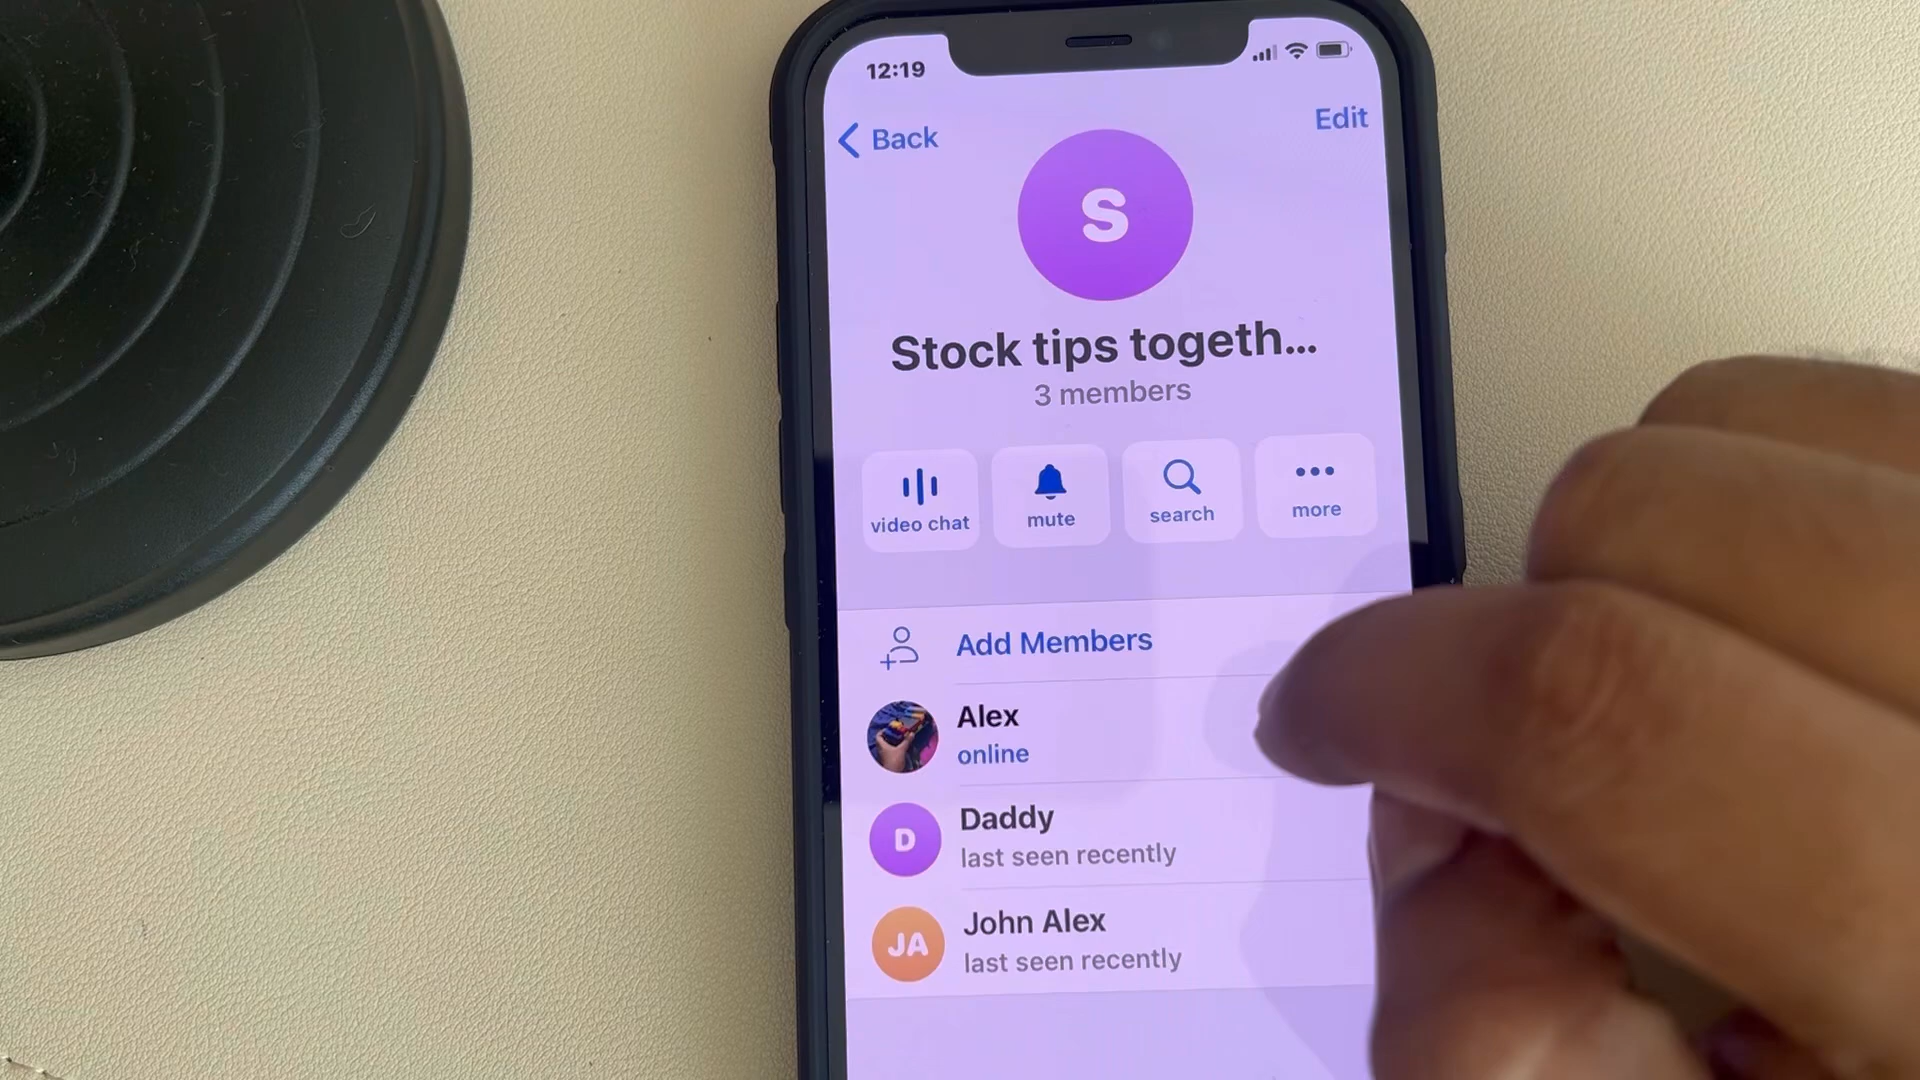 12:19
Back
Edit
S
Stock tips togeth...
3 members
video chat
mute
search
more
Add Members
Alex
online
D
Daddy
last seen recently
JA
John Alex
last seen recently